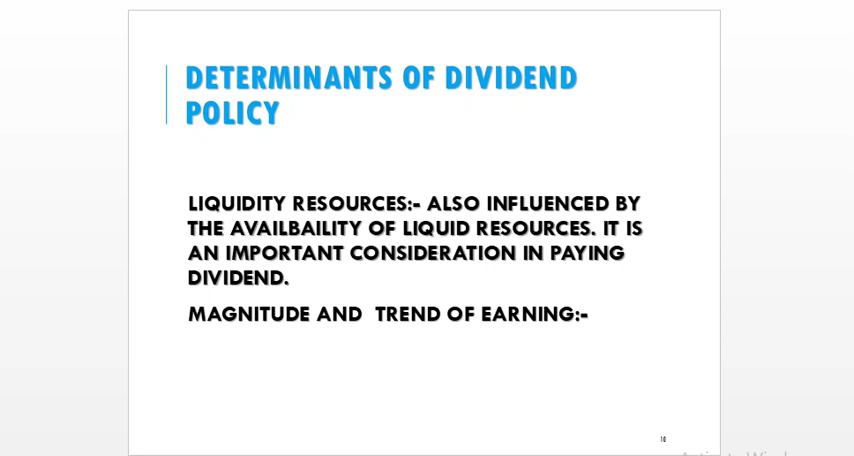 DETERMINANTS OF DIVIDEND
POLICY
LIQUIDITY RESOURCES:- ALSO INFLUENCED BY
THE AVAILBAILITY OF LIQUID RESOURCES. IT IS
AN IMPORTANT CONSIDERATION IN PAYING
DIVIDEND.
MAGNITUDE AND  TREND OF EARNING:-